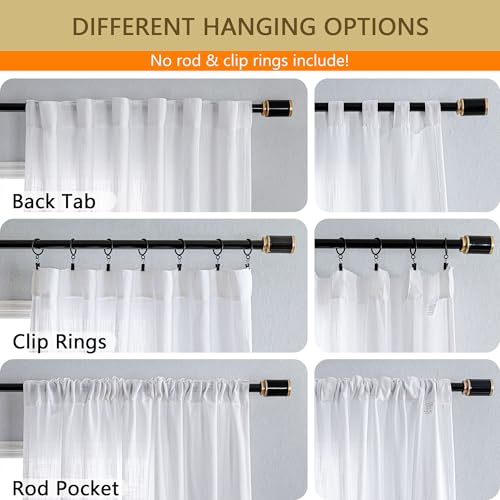 DIFFERENT HANGING OPTIONS
No rod & clip rings include!
Back Tab
Clip Rings
Rod Pocket